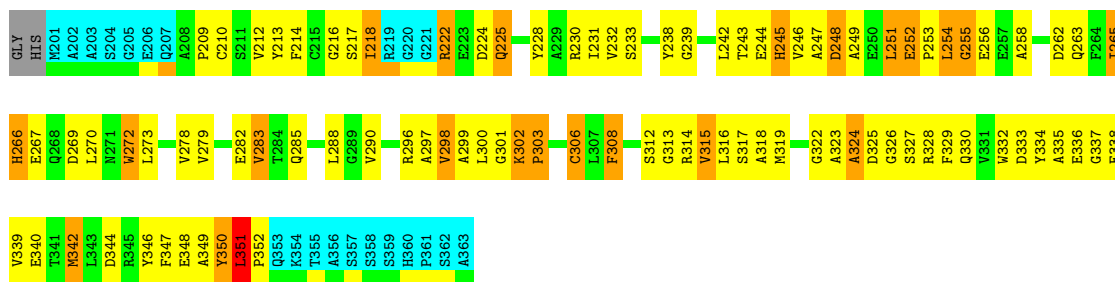 GLY HIS M201 A202 A203 S204 G205 E206 Q207 A208 P209 C210 S211 V212 Y213 F214 C215 G216 S217 I218 R219 G220 G221 R222 E223 D224 Q225 Y228 A229 R230 I231 V232 S233 Y238 G239 L242 T243 E244 H245 V246 A247 D248 A249 E250 L251 E252 P253 L254 G255 E256 E257 A258 D262 Q263 F264 I265
H266 E267 Q268 D269 L270 N271 W272 L273 V278 V279 E282 V283 T284 Q285 L288 G289 V290 R296 A297 V298 A299 L300 G301 K302 P303 C306 L307 F308 S312 G313 R314 V315 L316 S317 A318 M319 G322 A323 A324 D325 G326 S327 R328 F329 Q330 V331 W332 D333 Y334 A335 E336 G337
V339 E340 T341 M342 L343 D344 R345 Y346 F347 E348 A349 Y350 L351 P352 Q353 K354 T355 A356 S357 S358 S359 H360 P361 S362 A363